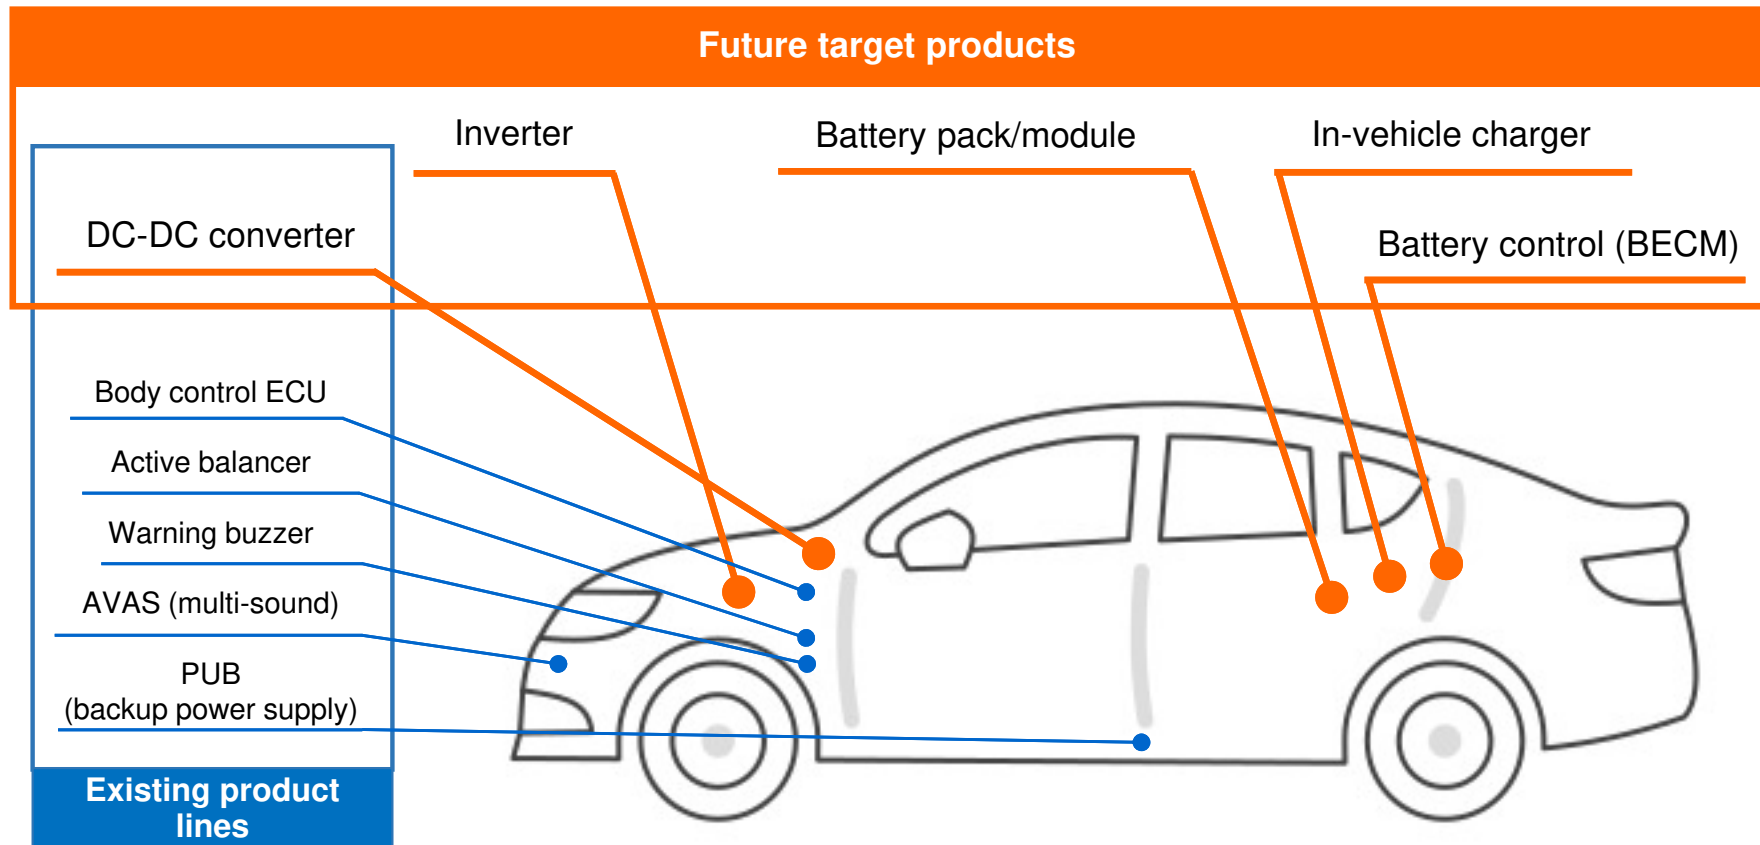 Future target products
Inverter
Battery pack/module
In-vehicle charger
DC-DC converter
Battery control (BECM)
Body control ECU
Active balancer
Warning buzzer
AVAS (multi-sound)
PUB
(backup power supply)
Existing product
lines